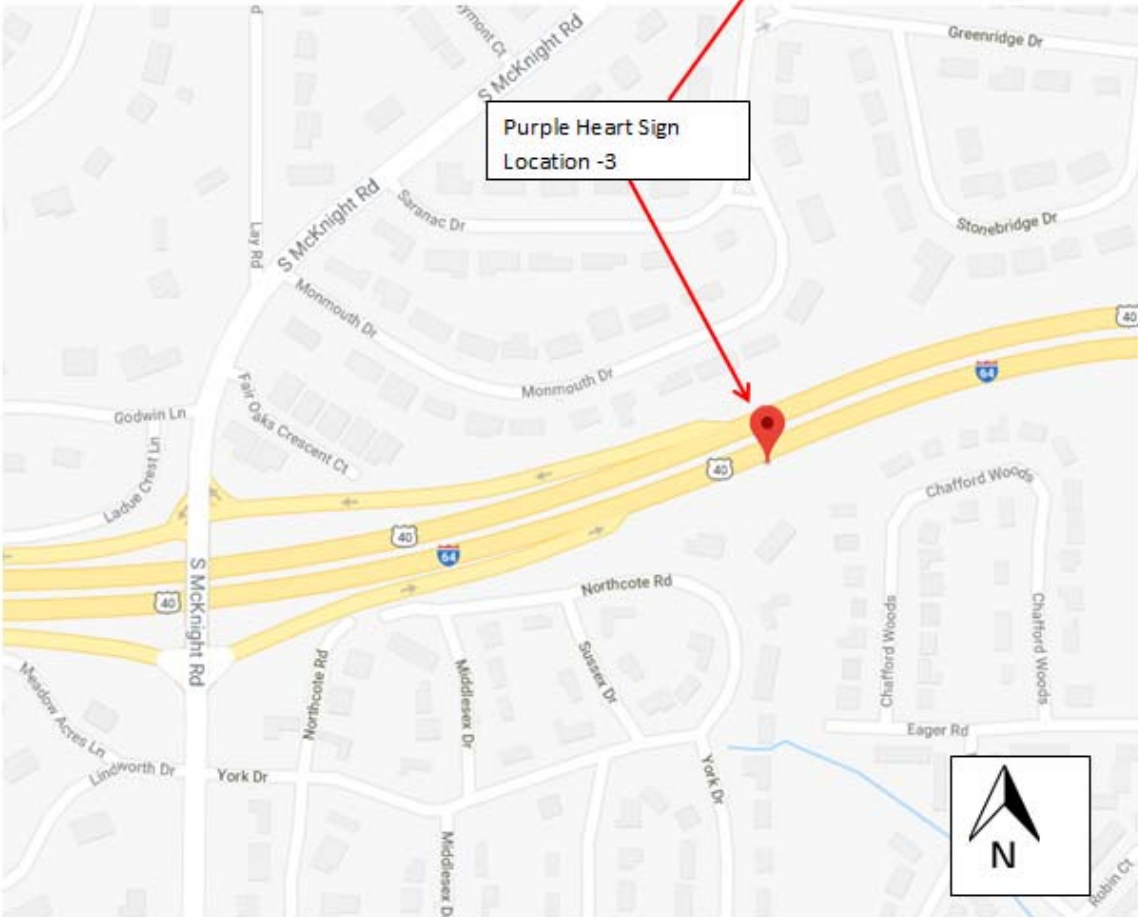 Greenridge Dr
S McKnight Rd
Purple Heart Sign
Location -3
Stonebridge Dr
Saranac Dr
S McKnight Rd
Lay Rd
Monmouth Dr
40
64
Monmouth Dr
Fair Oaks Crescent Ct
Godwin Ln
Ladue Crest Ln
40
Chafford Woods
40
64
40
Northcote Rd
S McKnight Rd
Chafford Woods
Chafford Woods
Sussex Dr
Northcote Rd
Middlesex Dr
Meadow Acres Ln
Eager Rd
Lindworth Dr
York Dr
York Dr
Middlesex D
N
Robin Ct